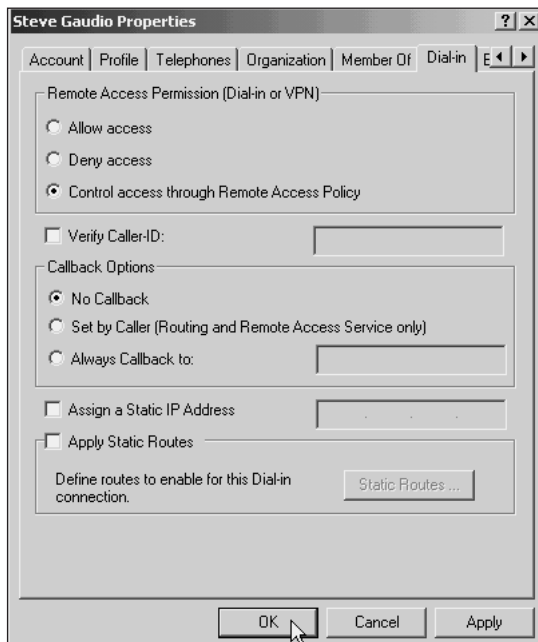 Steve Gaudio Properties
Account Profile Telephones Organization Member Of Dial-in E
Remote Access Permission (Dial-in or VPN)
Allow access
Deny access
Control access through Remote Access Policy
Verify Caller-ID:
Callback Options
No Callback
Set by Caller (Routing and Remote Access Service only)
Always Callback to:
Assign a Static IP Address
Apply Static Routes
Define routes to enable for this Dial-in
connection.
Static Routes ...
OK Cancel Apply